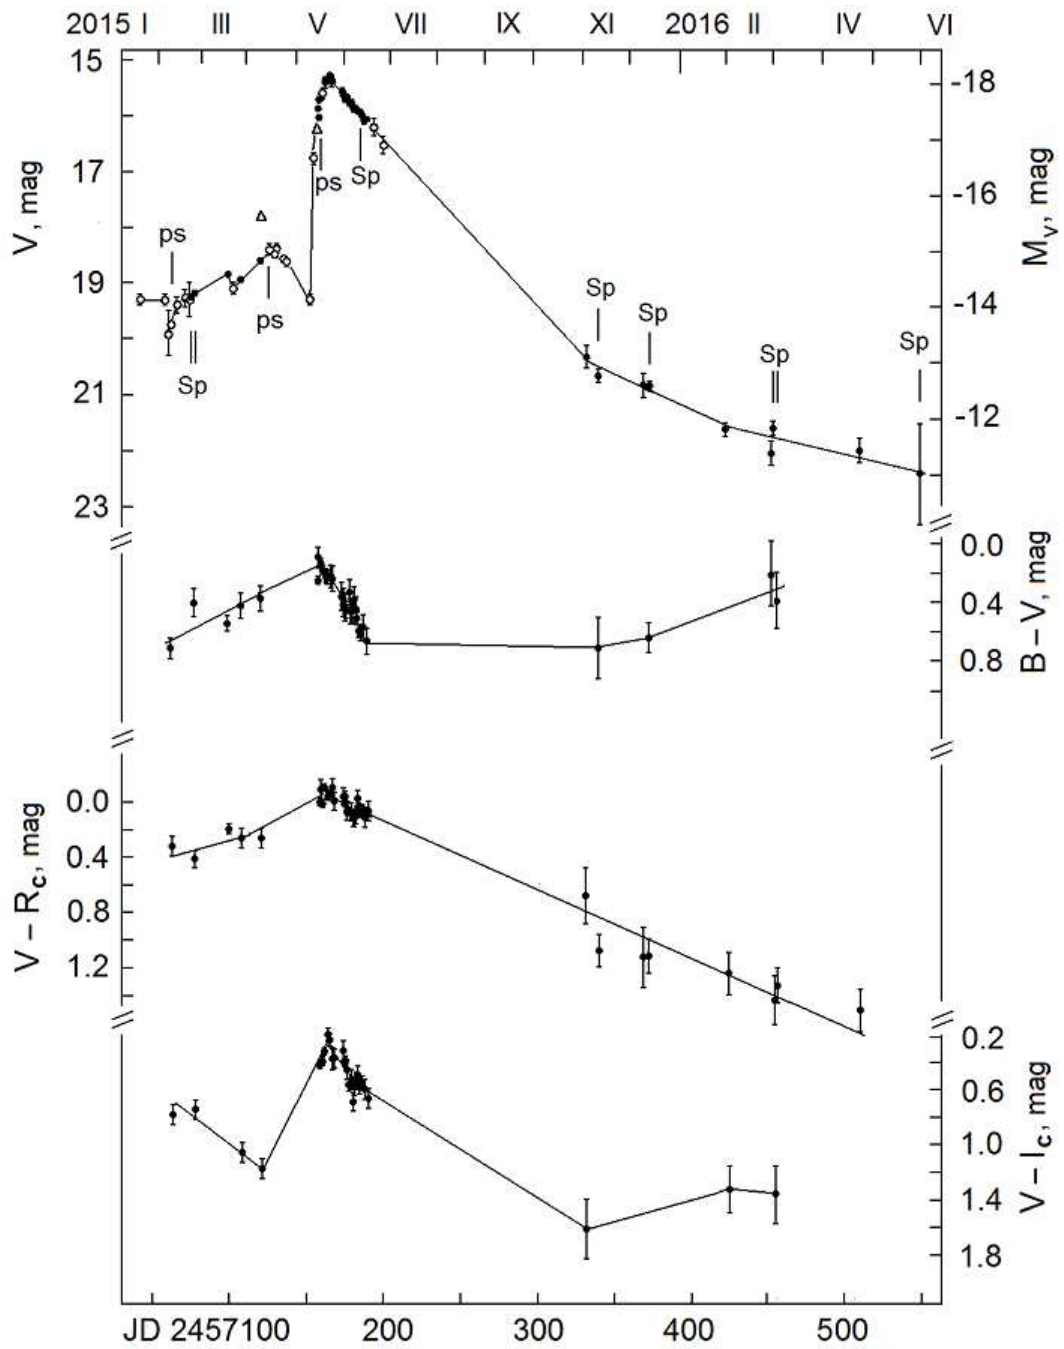 2015 I III V VII IX XI 2016 II IV VI
15
17
19
21
23
V, mag
-18
-16
-14
-12
Mv, mag
ps
Sp
ps
ps
Sp
Sp
Sp
Sp
Sp
0.0
0.4
0.8
B – V, mag
0.0
0.4
0.8
1.2
V – Rc, mag
0.2
0.6
1.0
1.4
1.8
V – Ic, mag
JD 2457100 200 300 400 500